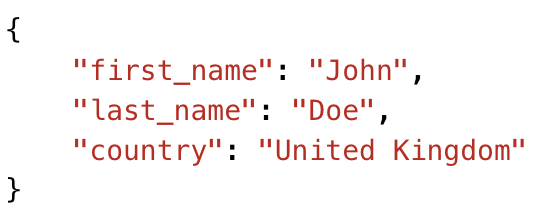 {
    "first_name": "John",
    "last_name": "Doe",
    "country": "United Kingdom"
}